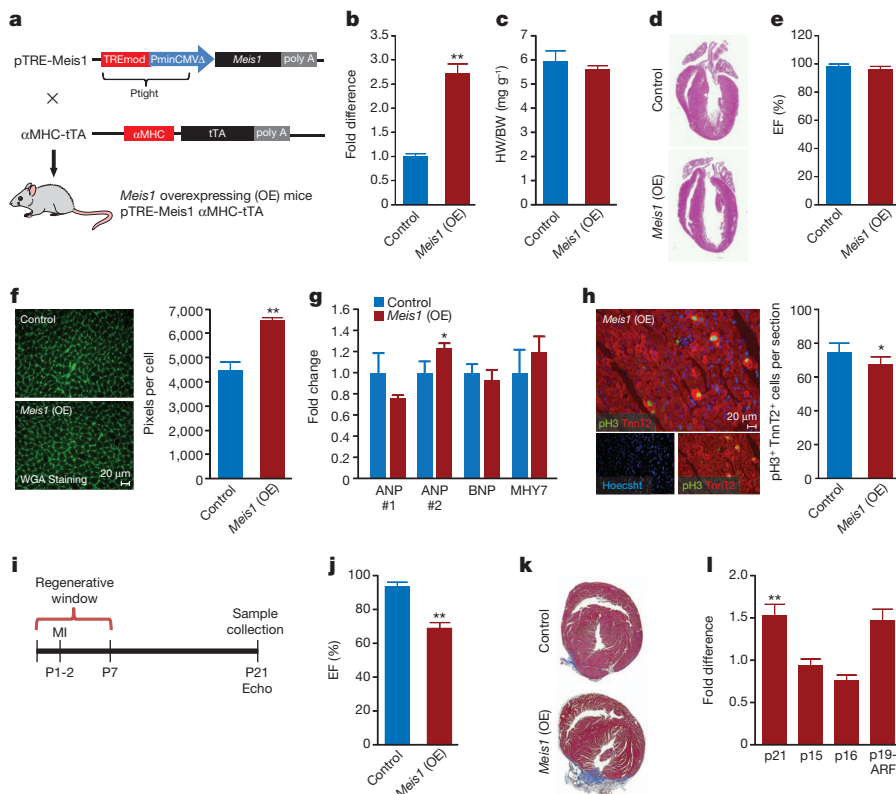 a
pTRE-Meis1
TREmod
PminCMVΔ
Meis1
poly A
Ptight
×
αMHC-tTA
αMHC
tTA
poly A
Meis1 overexpressing (OE) mice
pTRE-Meis1 αMHC-tTA
b
Fold difference
3.5
3.0
2.5
2.0
1.5
1.0
0.5
0
**
Control
Meis1 (OE)
c
HW/BW (mg g⁻¹)
7
6
5
4
3
2
1
0
Control
Meis1 (OE)
d
Control
Meis1 (OE)
e
EF (%)
120
100
80
60
40
20
0
Control
Meis1 (OE)
f
Control
Meis1 (OE)
WGA Staining
20 μm
Pixels per cell
7,000
6,000
5,000
4,000
3,000
2,000
1,000
0
**
Control
Meis1 (OE)
g
Control
Meis1 (OE)
Fold change
1.6
1.4
1.2
1.0
0.8
0.6
0.4
0.2
0
*
ANP
#1
ANP
#2
BNP
MHY7
h
Meis1 (OE)
pH3 TnnT2
20 μm
Hoecsht
pH3 TnnT2
pH3⁺ TnnT2⁺ cells per section
100
80
60
40
20
0
*
Control
Meis1 (OE)
i
Regenerative
window
MI
P1-2
P7
Sample
collection
P21
Echo
j
EF (%)
100
80
60
40
20
0
**
Control
Meis1 (OE)
k
Control
Meis1 (OE)
l
Fold difference
2.0
1.5
1.0
0.5
0
**
p21
p15
p16
p19-
ARF